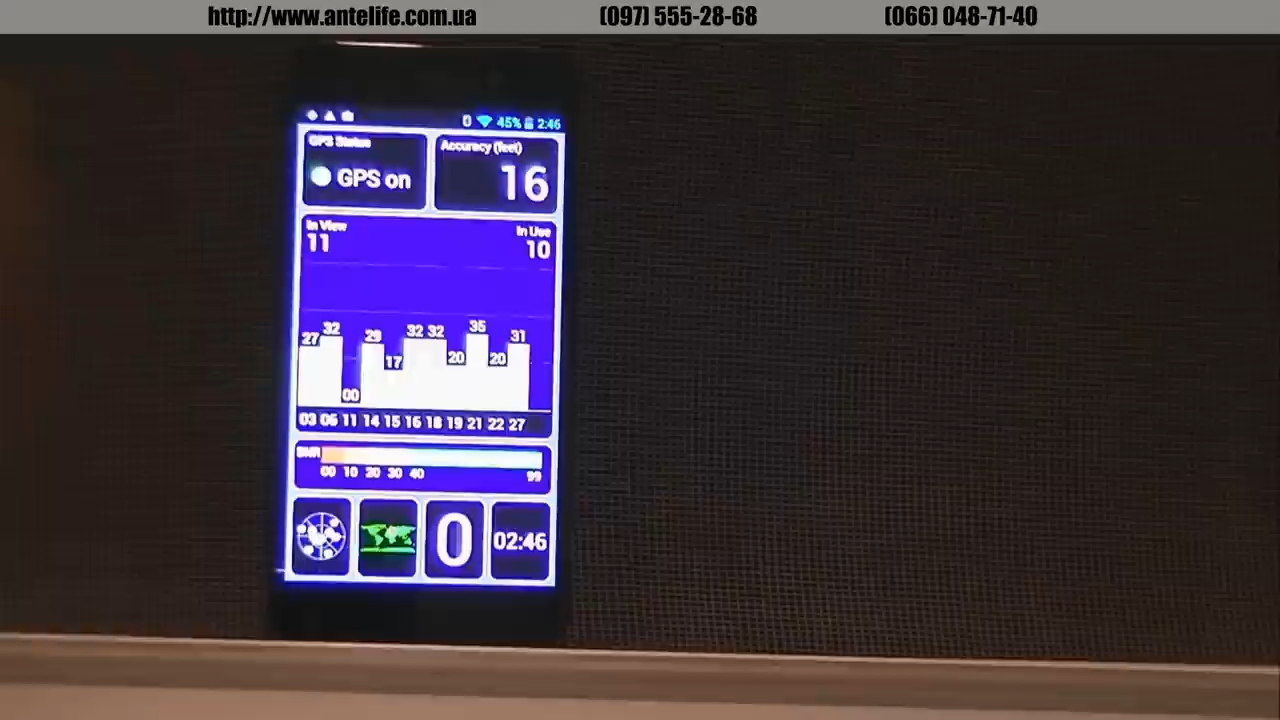 http://www.antelife.com.ua (097) 555-28-68 (066) 048-71-40
45% 2:46
GPS Status Accuracy (feet)
GPS on 16
In View In Use
11 10
27 32 00 29 17 32 32 20 35 20 31
03 06 11 14 15 16 18 19 21 22 27
SNR
00 10 20 30 40 99
0 02:46